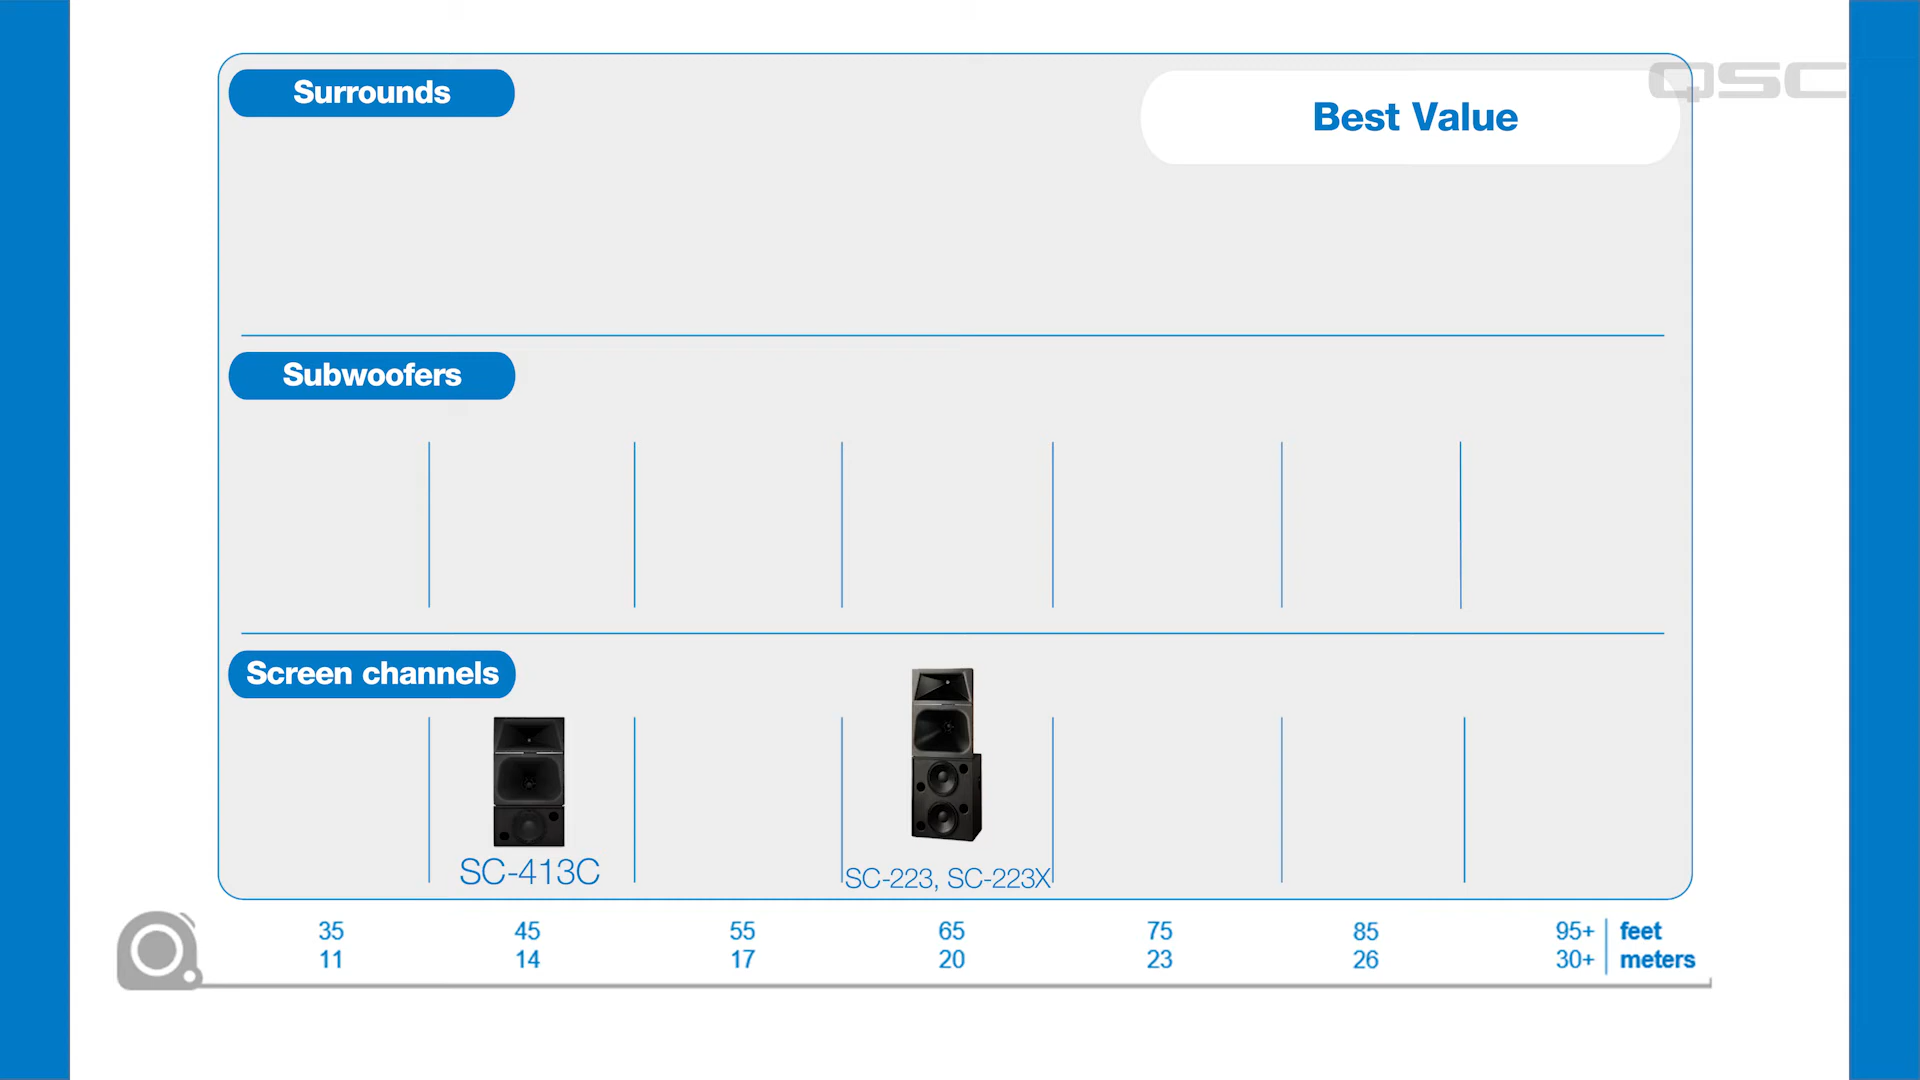 QSC
Surrounds
Best Value
Subwoofers
Screen channels
SC-413C
SC-223, SC-223X
35 45 55 65 75 85 95+ feet
11 14 17 20 23 26 30+ meters